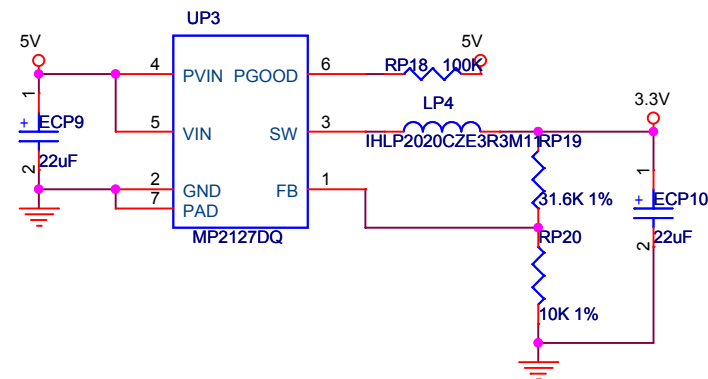 UP3
5V
4
PVIN
PGOOD
6
RP18
100K
5V
1
+
ECP9
22uF
2
5
VIN
SW
3
LP4
IHLP2020CZE3R3M11
3.3V
2
GND
7
PAD
FB
1
MP2127DQ
RP19
31.6K 1%
RP20
10K 1%
1
+
ECP10
22uF
2